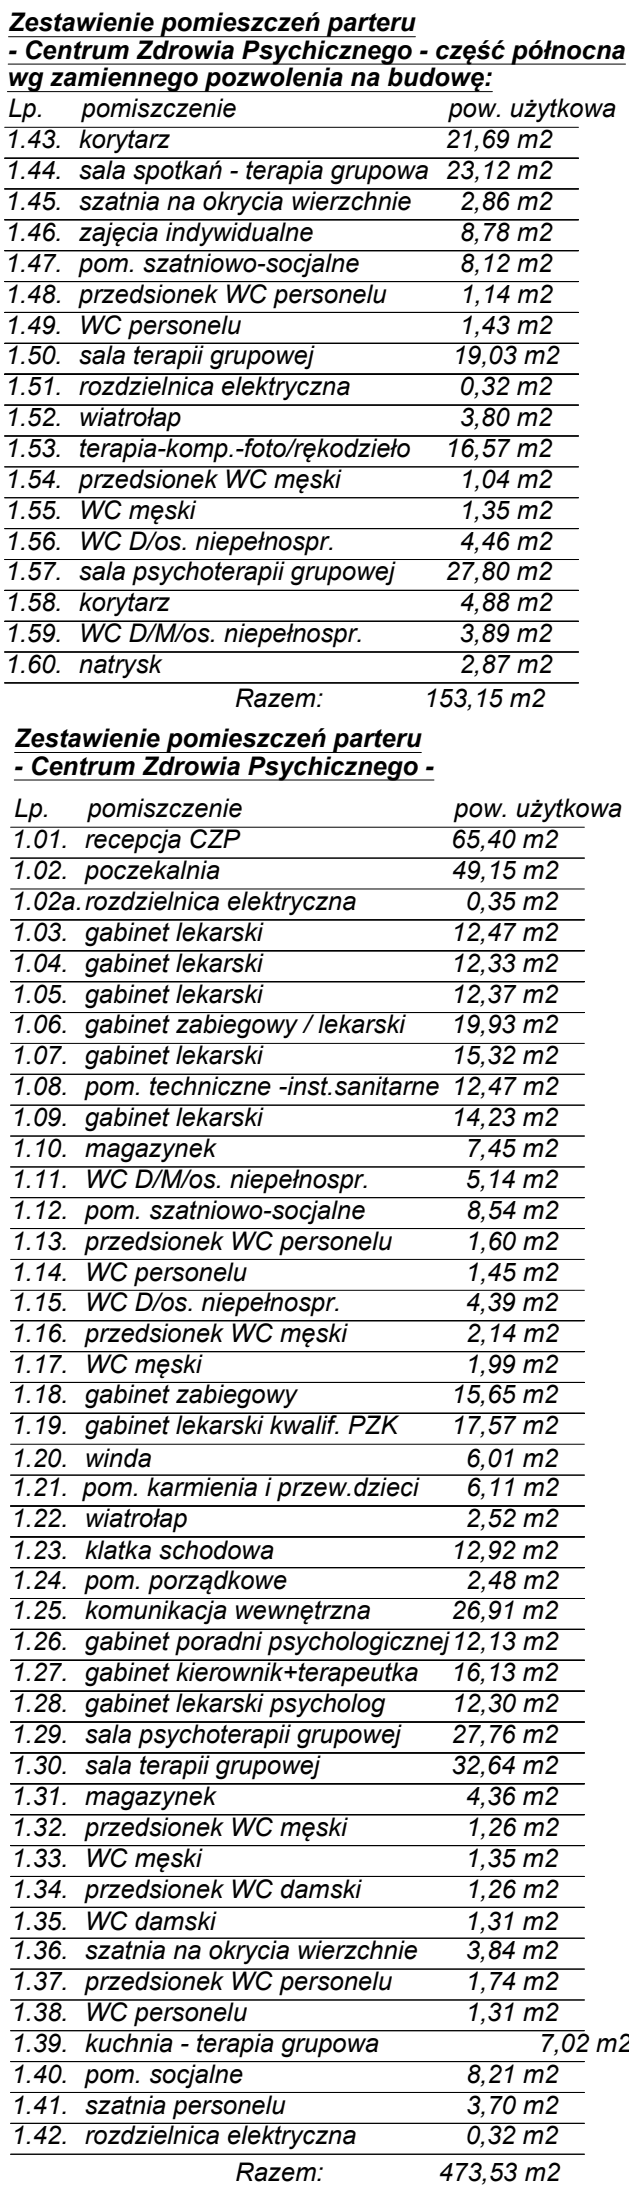 Zestawienie pomieszczeń parteru
- Centrum Zdrowia Psychicznego - część północna
wg zamiennego pozwolenia na budowę:
Lp. pomiszczenie pow. użytkowa
1.43. korytarz 21,69 m2
1.44. sala spotkań - terapia grupowa 23,12 m2
1.45. szatnia na okrycia wierzchnie 2,86 m2
1.46. zajęcia indywidualne 8,78 m2
1.47. pom. szatniowo-socjalne 8,12 m2
1.48. przedsionek WC personelu 1,14 m2
1.49. WC personelu 1,43 m2
1.50. sala terapii grupowej 19,03 m2
1.51. rozdzielnica elektryczna 0,32 m2
1.52. wiatrołap 3,80 m2
1.53. terapia-komp.-foto/rękodzieło 16,57 m2
1.54. przedsionek WC męski 1,04 m2
1.55. WC męski 1,35 m2
1.56. WC D/os. niepełnospr. 4,46 m2
1.57. sala psychoterapii grupowej 27,80 m2
1.58. korytarz 4,88 m2
1.59. WC D/M/os. niepełnospr. 3,89 m2
1.60. natrysk 2,87 m2
Razem: 153,15 m2
Zestawienie pomieszczeń parteru
- Centrum Zdrowia Psychicznego -
Lp. pomiszczenie pow. użytkowa
1.01. recepcja CZP 65,40 m2
1.02. poczekalnia 49,15 m2
1.02a. rozdzielnica elektryczna 0,35 m2
1.03. gabinet lekarski 12,47 m2
1.04. gabinet lekarski 12,33 m2
1.05. gabinet lekarski 12,37 m2
1.06. gabinet zabiegowy / lekarski 19,93 m2
1.07. gabinet lekarski 15,32 m2
1.08. pom. techniczne -inst.sanitarne 12,47 m2
1.09. gabinet lekarski 14,23 m2
1.10. magazynek 7,45 m2
1.11. WC D/M/os. niepełnospr. 5,14 m2
1.12. pom. szatniowo-socjalne 8,54 m2
1.13. przedsionek WC personelu 1,60 m2
1.14. WC personelu 1,45 m2
1.15. WC D/os. niepełnospr. 4,39 m2
1.16. przedsionek WC męski 2,14 m2
1.17. WC męski 1,99 m2
1.18. gabinet zabiegowy 15,65 m2
1.19. gabinet lekarski kwalif. PZK 17,57 m2
1.20. winda 6,01 m2
1.21. pom. karmienia i przew.dzieci 6,11 m2
1.22. wiatrołap 2,52 m2
1.23. klatka schodowa 12,92 m2
1.24. pom. porządkowe 2,48 m2
1.25. komunikacja wewnętrzna 26,91 m2
1.26. gabinet poradni psychologicznej 12,13 m2
1.27. gabinet kierownik+terapeutka 16,13 m2
1.28. gabinet lekarski psycholog 12,30 m2
1.29. sala psychoterapii grupowej 27,76 m2
1.30. sala terapii grupowej 32,64 m2
1.31. magazynek 4,36 m2
1.32. przedsionek WC męski 1,26 m2
1.33. WC męski 1,35 m2
1.34. przedsionek WC damski 1,26 m2
1.35. WC damski 1,31 m2
1.36. szatnia na okrycia wierzchnie 3,84 m2
1.37. przedsionek WC personelu 1,74 m2
1.38. WC personelu 1,31 m2
1.39. kuchnia - terapia grupowa 7,02 m2
1.40. pom. socjalne 8,21 m2
1.41. szatnia personelu 3,70 m2
1.42. rozdzielnica elektryczna 0,32 m2
Razem: 473,53 m2